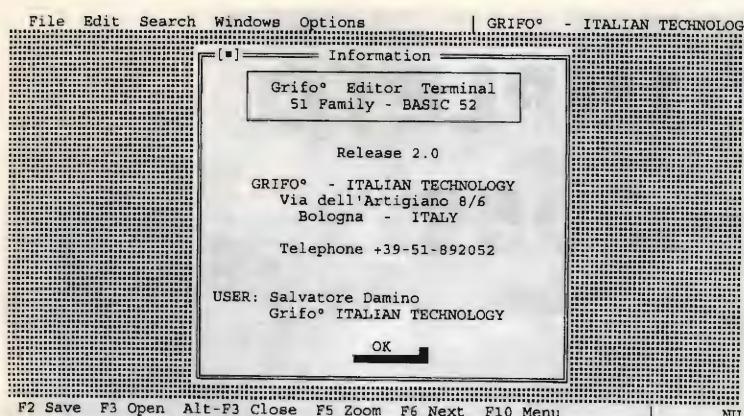 File Edit Search Windows Options | GRIFO° - ITALIAN TECHNOLOG
[■] Information
Grifo° Editor Terminal
51 Family - BASIC 52
Release 2.0
GRIFO° - ITALIAN TECHNOLOGY
Via dell'Artigiano 8/6
Bologna - ITALY
Telephone +39-51-892052
USER: Salvatore Damino
Grifo° ITALIAN TECHNOLOGY
OK
F2 Save F3 Open Alt-F3 Close F5 Zoom F6 Next F10 Menu